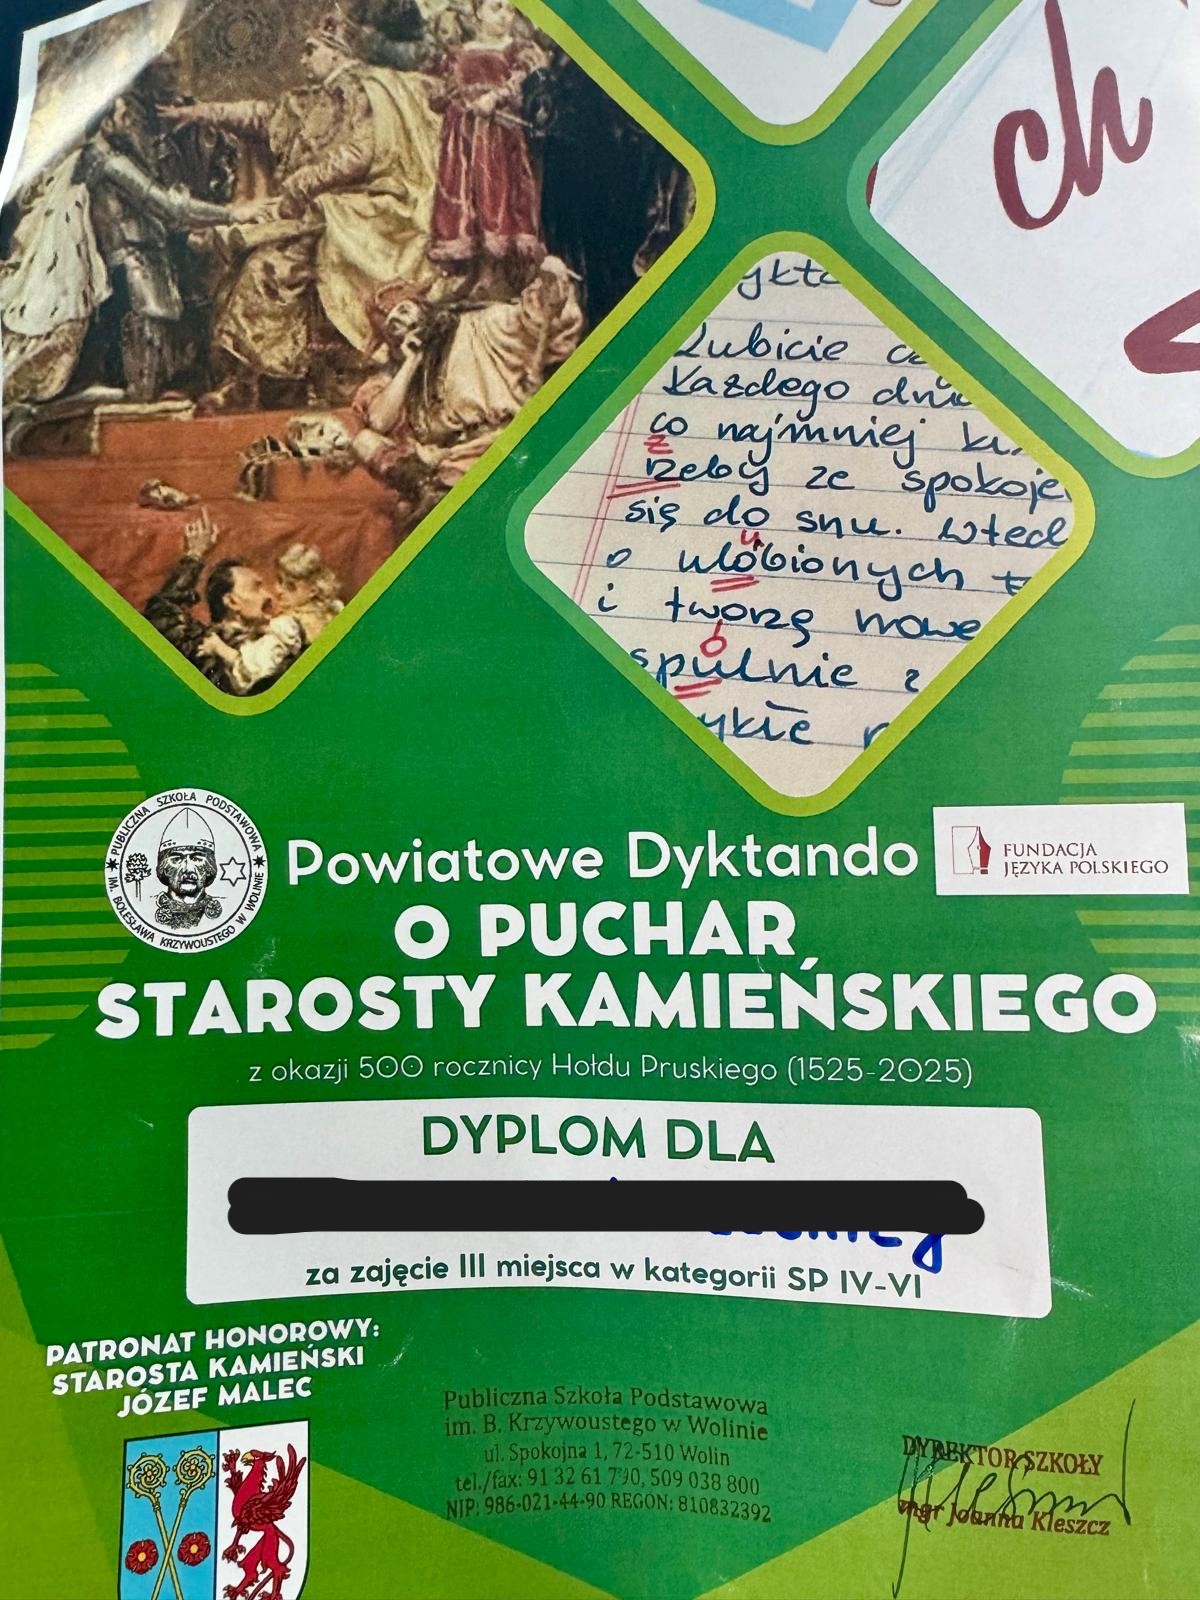 ch
Lubicie
Każdego
co najmniej
ż
rzeby ze spokoje
się do snu. wted
u
o ulóbionych
i tworzę nowe
ó
spulnie z
ykłe
PUBLICZNA SZKOŁA PODSTAWOWA
IM. BOLESŁAWA KRZYWOUSTEGO W WOLINIE
Powiatowe Dyktando
FUNDACJA
JĘZYKA POLSKIEGO
O PUCHAR
STAROSTY KAMIEŃSKIEGO
z okazji 500 rocznicy Hołdu Pruskiego (1525-2025)
DYPLOM DLA
za zajęcie III miejsca w kategorii SP IV-VI
PATRONAT HONOROWY:
STAROSTA KAMIEŃSKI
JÓZEF MALEC
Publiczna Szkoła Podstawowa
im. B. Krzywoustego w Wolinie
ul. Spokojna 1, 72-510 Wolin
tel./fax: 91 32 61 790, 509 038 800
NIP: 986-021-44-90 REGON: 810832392
DYREKTOR SZKOŁY
mgr Joanna Kleszcz